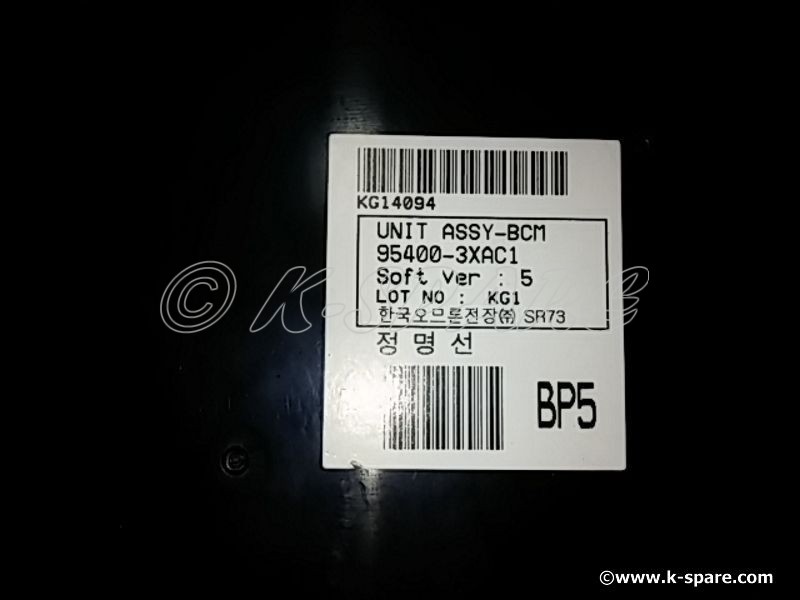 KG14094
UNIT ASSY-BCM
95400-3XAC1
Soft Ver : 5
LOT NO : KG1
한국오므론전장㈜ SR73
정명선
BP5
© K-SPARE
©www.k-spare.com